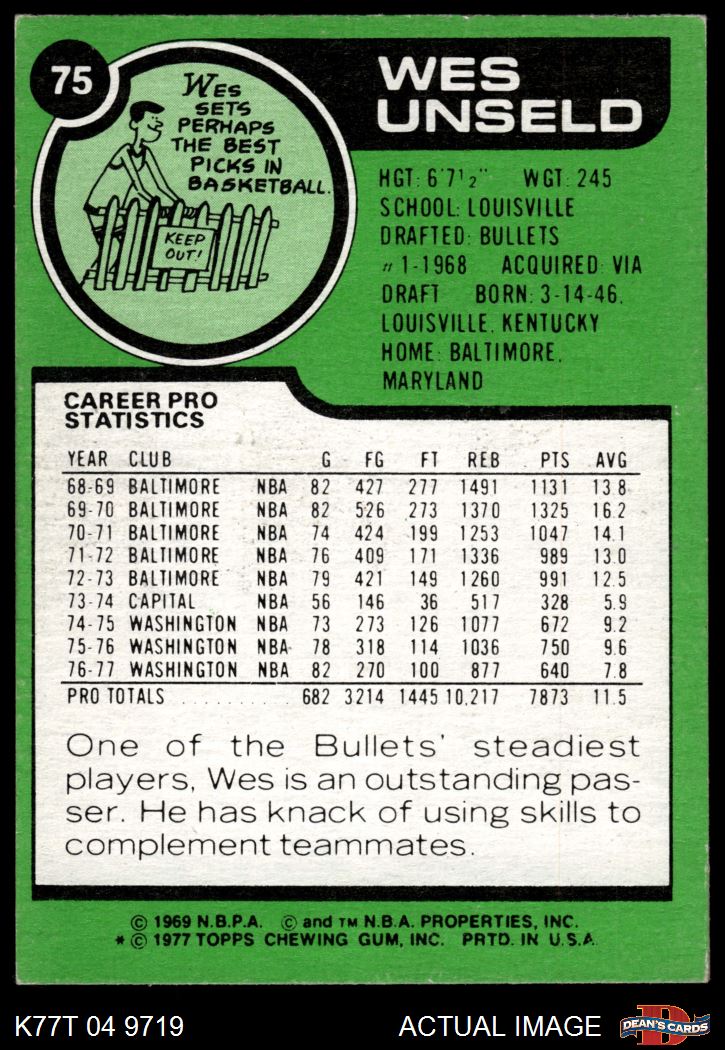 75
WES
SETS
PERHAPS
THE BEST
PICKS IN
BASKETBALL.
KEEP
OUT!
WES
UNSELD
HGT: 6'7 1/2" WGT: 245
SCHOOL: LOUISVILLE
DRAFTED: BULLETS
#1-1968 ACQUIRED: VIA
DRAFT BORN: 3-14-46,
LOUISVILLE, KENTUCKY
HOME: BALTIMORE,
MARYLAND
CAREER PRO
STATISTICS
YEAR CLUB G FG FT REB PTS AVG
68-69 BALTIMORE NBA 82 427 277 1491 1131 13.8
69-70 BALTIMORE NBA 82 526 273 1370 1325 16.2
70-71 BALTIMORE NBA 74 424 199 1253 1047 14.1
71-72 BALTIMORE NBA 76 409 171 1336 989 13.0
72-73 BALTIMORE NBA 79 421 149 1260 991 12.5
73-74 CAPITAL NBA 56 146 36 517 328 5.9
74-75 WASHINGTON NBA 73 273 126 1077 672 9.2
75-76 WASHINGTON NBA 78 318 114 1036 750 9.6
76-77 WASHINGTON NBA 82 270 100 877 640 7.8
PRO TOTALS .......... 682 3214 1445 10,217 7873 11.5
One of the Bullets' steadiest
players, Wes is an outstanding pas-
ser. He has knack of using skills to
complement teammates.
© 1969 N.B.P.A. © and TM N.B.A. PROPERTIES, INC.
* © 1977 TOPPS CHEWING GUM, INC. PRTD. IN U.S.A.
K77T 04 9719 ACTUAL IMAGE
D
DEAN'S CARDS